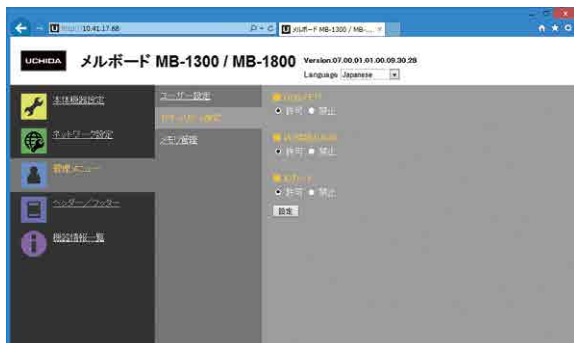 http://10.41.17.68
メルボード MB-1300 / MB-...
UCHIDA メルボード MB-1300 / MB-1800 Version.07.00.01.01.00.09.30.28
Language Japanese
本体機器設定
ネットワーク設定
管理メニュー
ヘッダー／フッター
機器情報一覧
ユーザー設定
セキュリティ設定
メモリ管理
許可 禁止
許可 禁止
許可 禁止
設定